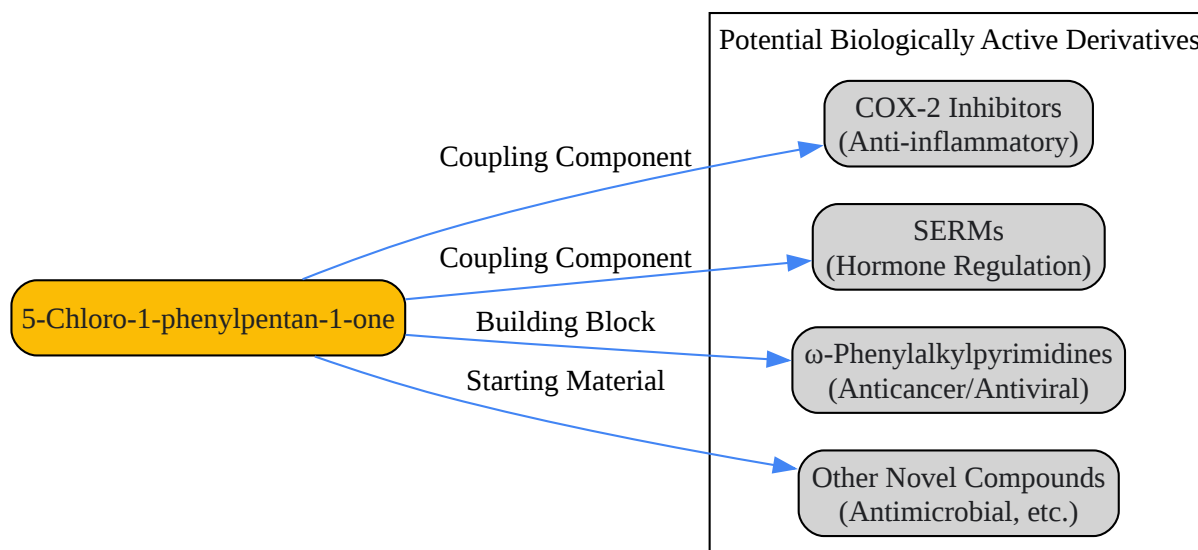 Potential Biologically Active Derivatives
COX-2 Inhibitors
(Anti-inflammatory)
Coupling Component
SERMs
(Hormone Regulation)
Coupling Component
5-Chloro-1-phenylpentan-1-one
Building Block
ω-Phenylalkylpyrimidines
(Anticancer/Antiviral)
Starting Material
Other Novel Compounds
(Antimicrobial, etc.)